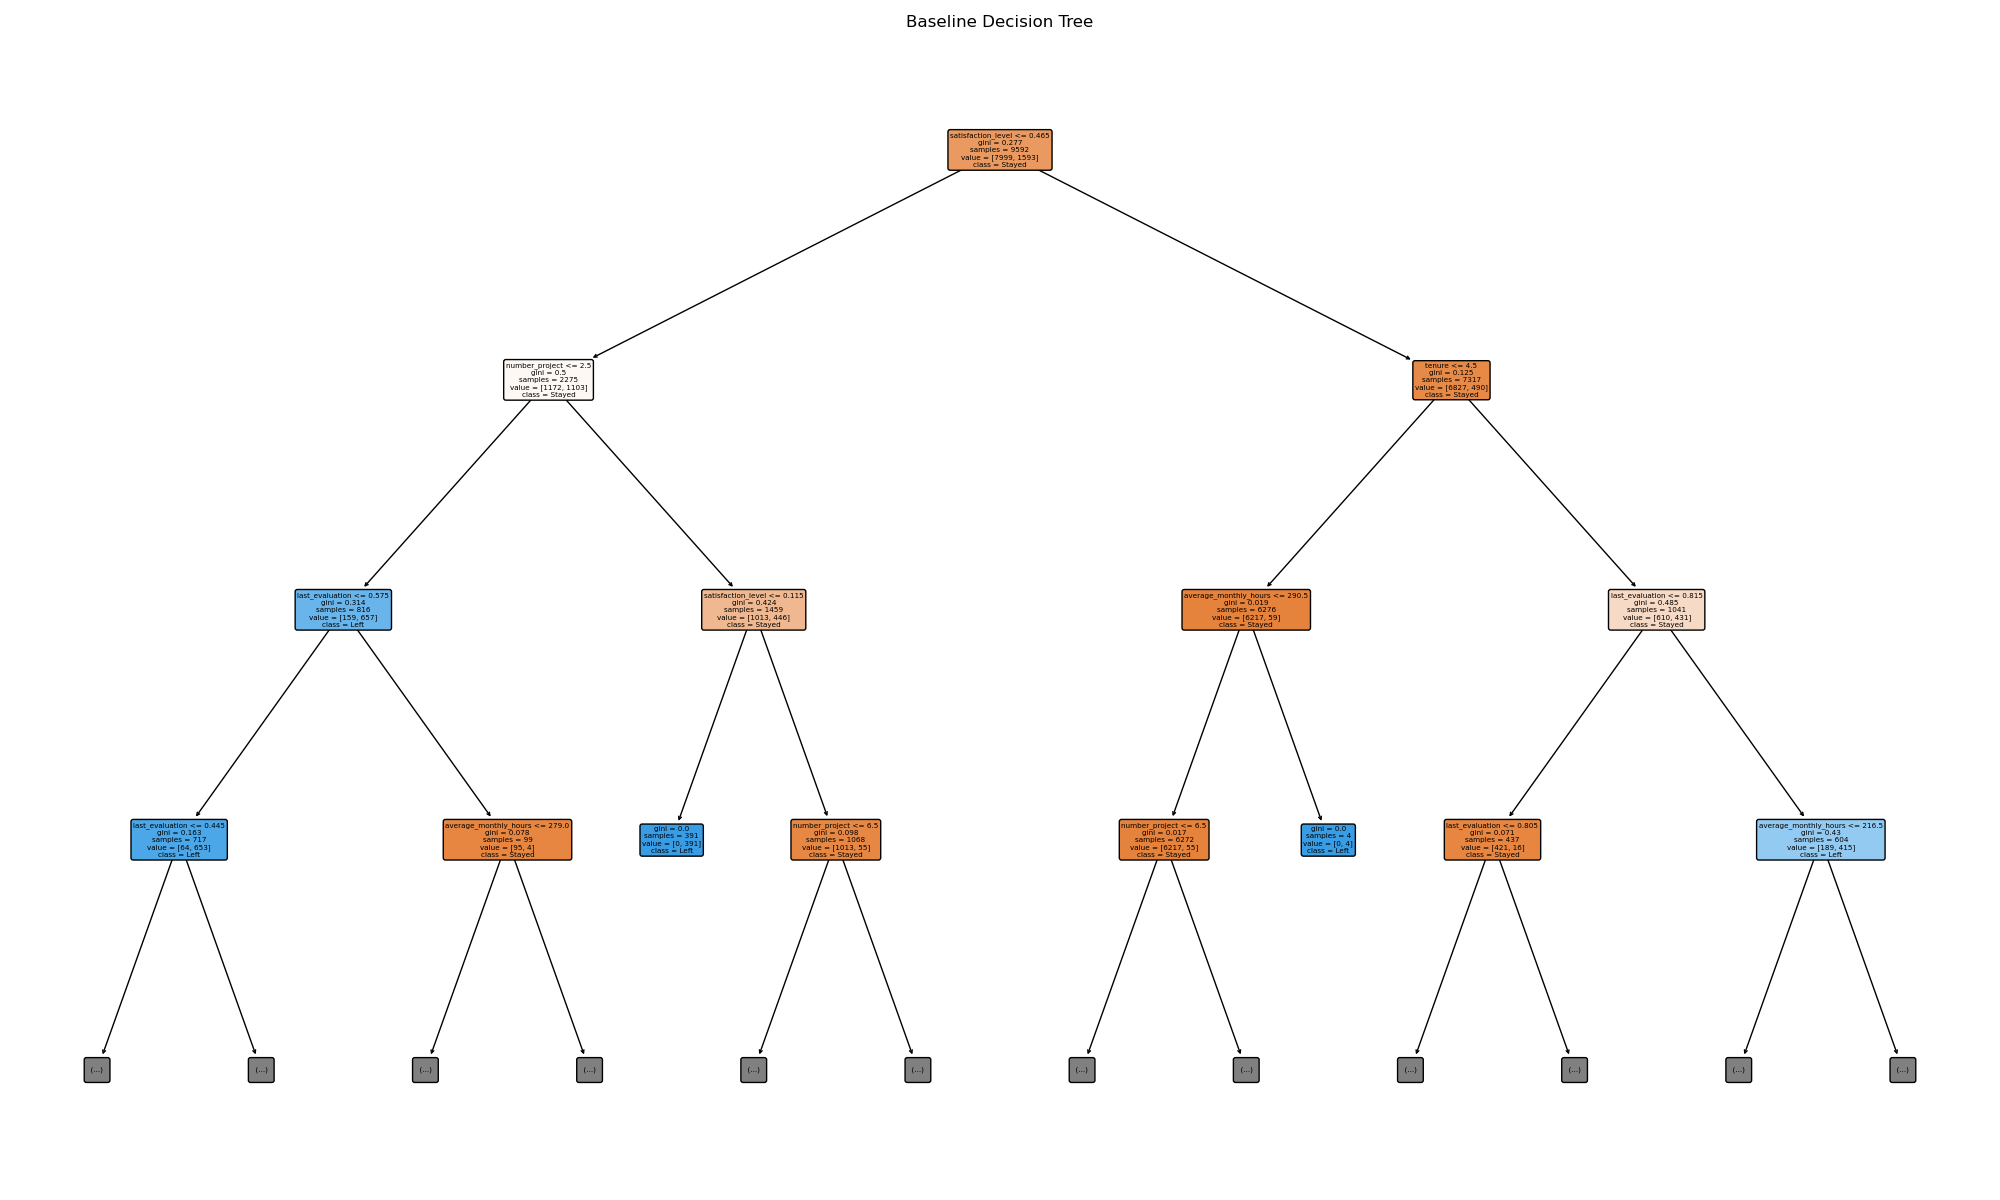 Baseline Decision Tree
satisfaction_level <= 0.465
gini = 0.277
samples = 9592
value = [7999, 1593]
class = Stayed
number_project <= 2.5
gini = 0.5
samples = 2275
value = [1172, 1103]
class = Stayed
tenure <= 4.5
gini = 0.125
samples = 7317
value = [6827, 490]
class = Stayed
last_evaluation <= 0.575
gini = 0.314
samples = 816
value = [159, 657]
class = Left
satisfaction_level <= 0.115
gini = 0.424
samples = 1459
value = [1013, 446]
class = Stayed
average_monthly_hours <= 290.5
gini = 0.019
samples = 6276
value = [6217, 59]
class = Stayed
last_evaluation <= 0.815
gini = 0.485
samples = 1041
value = [610, 431]
class = Stayed
last_evaluation <= 0.445
gini = 0.163
samples = 717
value = [64, 653]
class = Left
average_monthly_hours <= 279.0
gini = 0.078
samples = 99
value = [95, 4]
class = Stayed
gini = 0.0
samples = 391
value = [0, 391]
class = Left
number_project <= 6.5
gini = 0.098
samples = 1068
value = [1013, 55]
class = Stayed
number_project <= 6.5
gini = 0.017
samples = 6272
value = [6217, 55]
class = Stayed
gini = 0.0
samples = 4
value = [0, 4]
class = Left
last_evaluation <= 0.805
gini = 0.071
samples = 437
value = [421, 16]
class = Stayed
average_monthly_hours <= 216.5
gini = 0.43
samples = 604
value = [189, 415]
class = Left
(...)
(...)
(...)
(...)
(...)
(...)
(...)
(...)
(...)
(...)
(...)
(...)